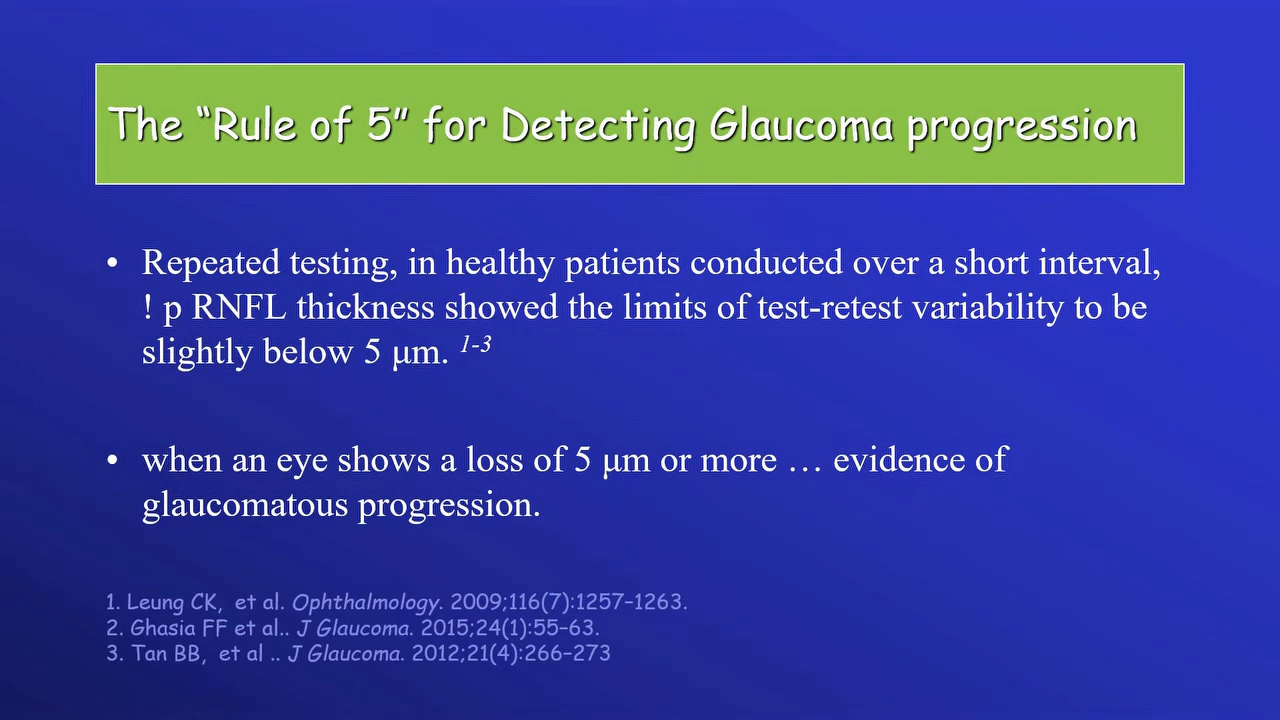 The “Rule of 5” for Detecting Glaucoma progression
• Repeated testing, in healthy patients conducted over a short interval,
! p RNFL thickness showed the limits of test-retest variability to be
slightly below 5 μm. 1-3
• when an eye shows a loss of 5 μm or more … evidence of
glaucomatous progression.
1. Leung CK, et al. Ophthalmology. 2009;116(7):1257–1263.
2. Ghasia FF et al.. J Glaucoma. 2015;24(1):55–63.
3. Tan BB, et al .. J Glaucoma. 2012;21(4):266–273